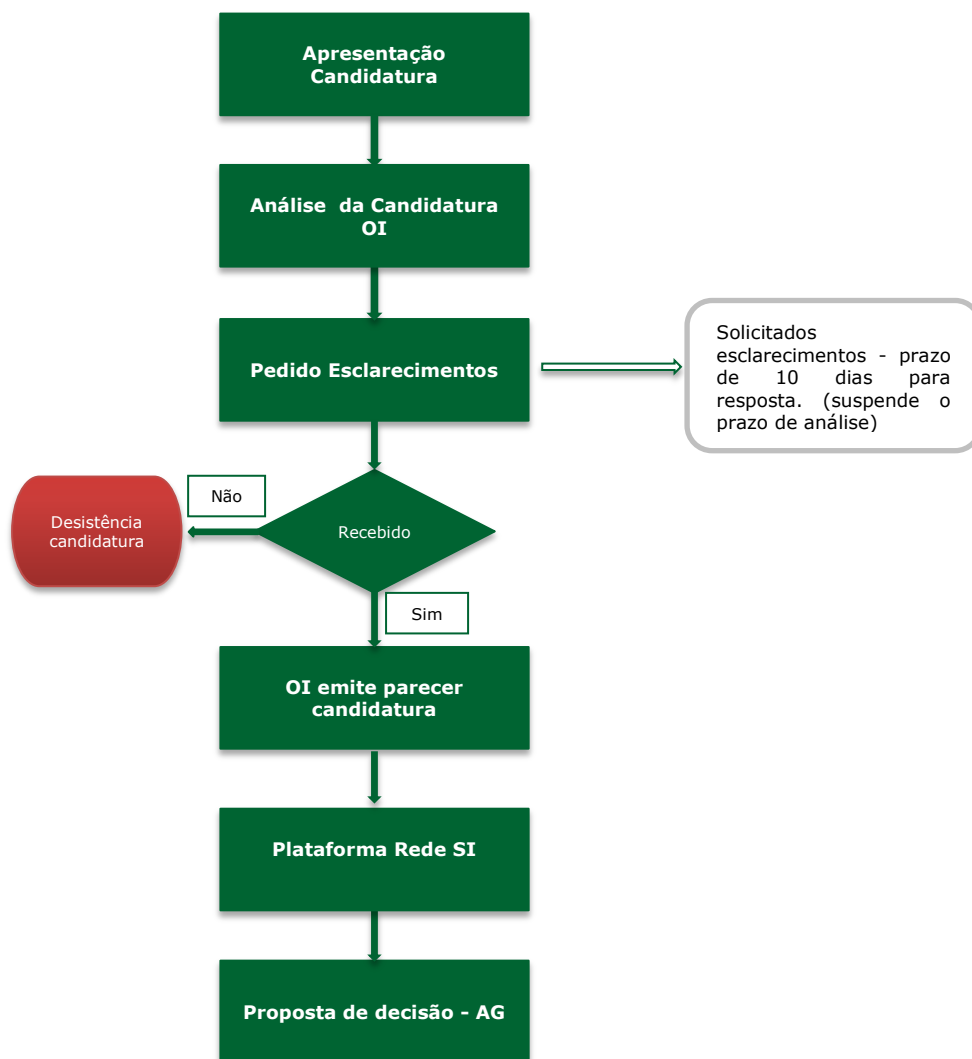 Apresentação
Candidatura
Análise da Candidatura
OI
Pedido Esclarecimentos
Solicitados
esclarecimentos - prazo
de 10 dias para
resposta. (suspende o
prazo de análise)
Não
Desistência
candidatura
Recebido
Sim
OI emite parecer
candidatura
Plataforma Rede SI
Proposta de decisão - AG